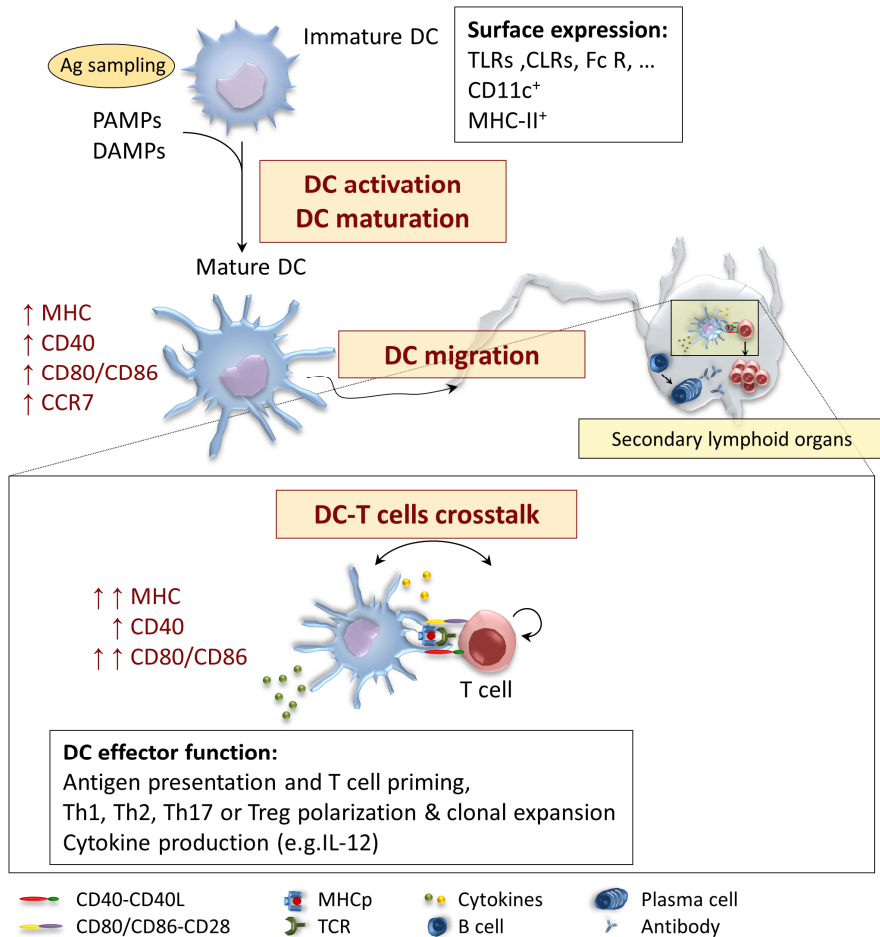 Immature DC
Ag sampling
Surface expression:
TLRs ,CLRs, Fc R, ...
CD11c⁺
MHC-II⁺
PAMPs
DAMPs
DC activation
DC maturation
Mature DC
↑ MHC
↑ CD40
↑ CD80/CD86
↑ CCR7
DC migration
Secondary lymphoid organs
DC-T cells crosstalk
↑ ↑ MHC
↑ CD40
↑ ↑ CD80/CD86
T cell
DC effector function:
Antigen presentation and T cell priming,
Th1, Th2, Th17 or Treg polarization & clonal expansion
Cytokine production (e.g.IL-12)
CD40-CD40L
MHCp
Cytokines
Plasma cell
CD80/CD86-CD28
TCR
B cell
Antibody